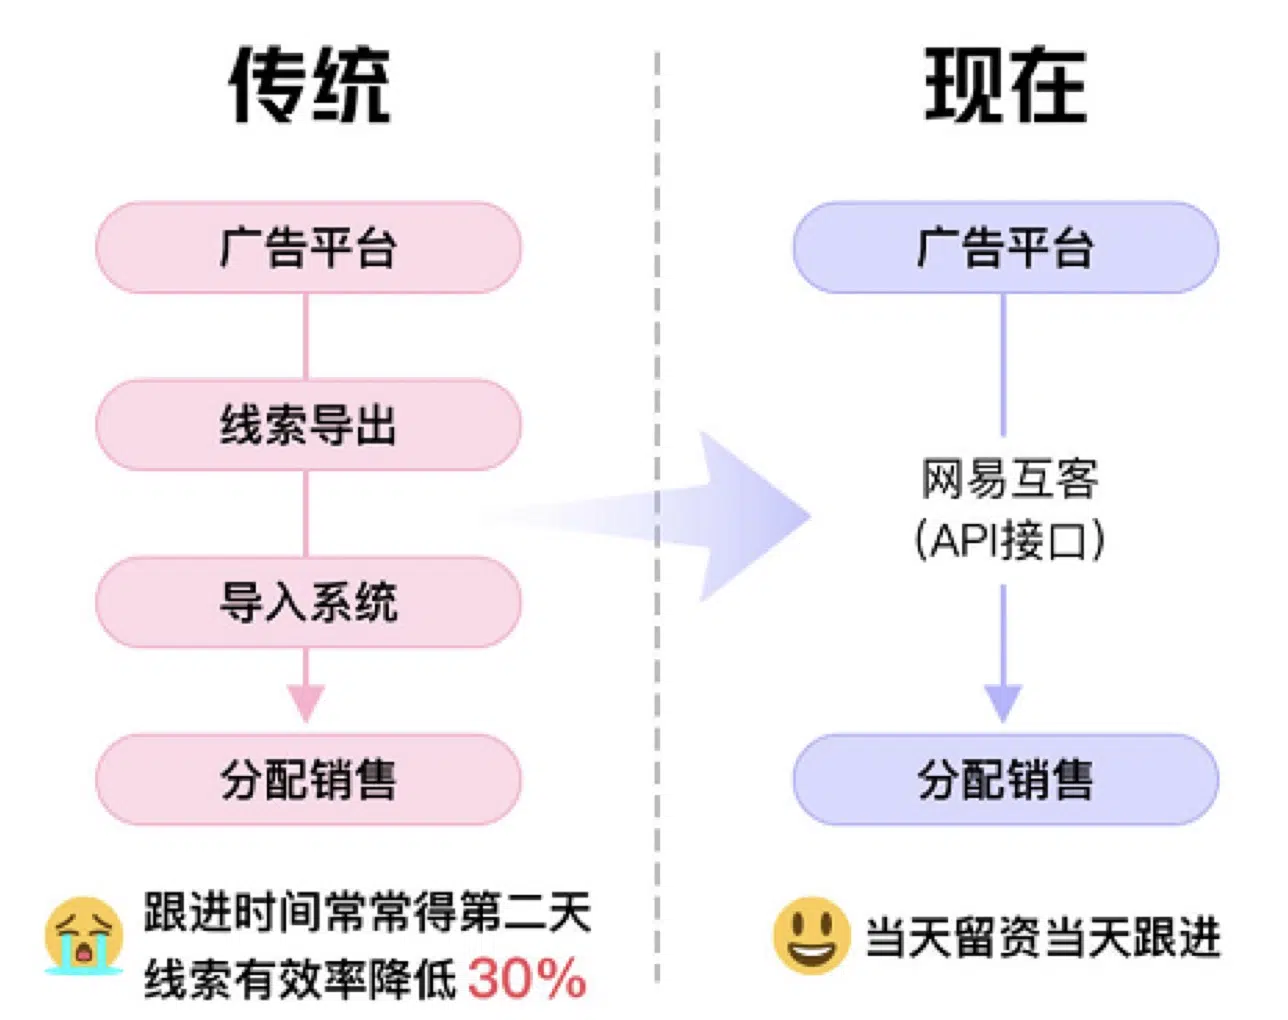 传统
广告平台
线索导出
导入系统
分配销售
跟进时间常常得第二天
线索有效率降低 30%
现在
广告平台
网易互客
(API接口)
分配销售
当天留资当天跟进